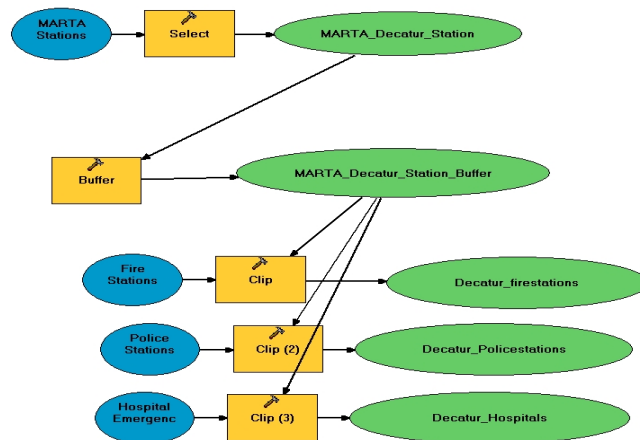 MARTA
Stations
Select
MARTA_Decatur_Station
Buffer
MARTA_Decatur_Station_Buffer
Fire
Stations
Clip
Decatur_firestations
Police
Stations
Clip (2)
Decatur_Policestations
Hospital
Emergenc
Clip (3)
Decatur_Hospitals